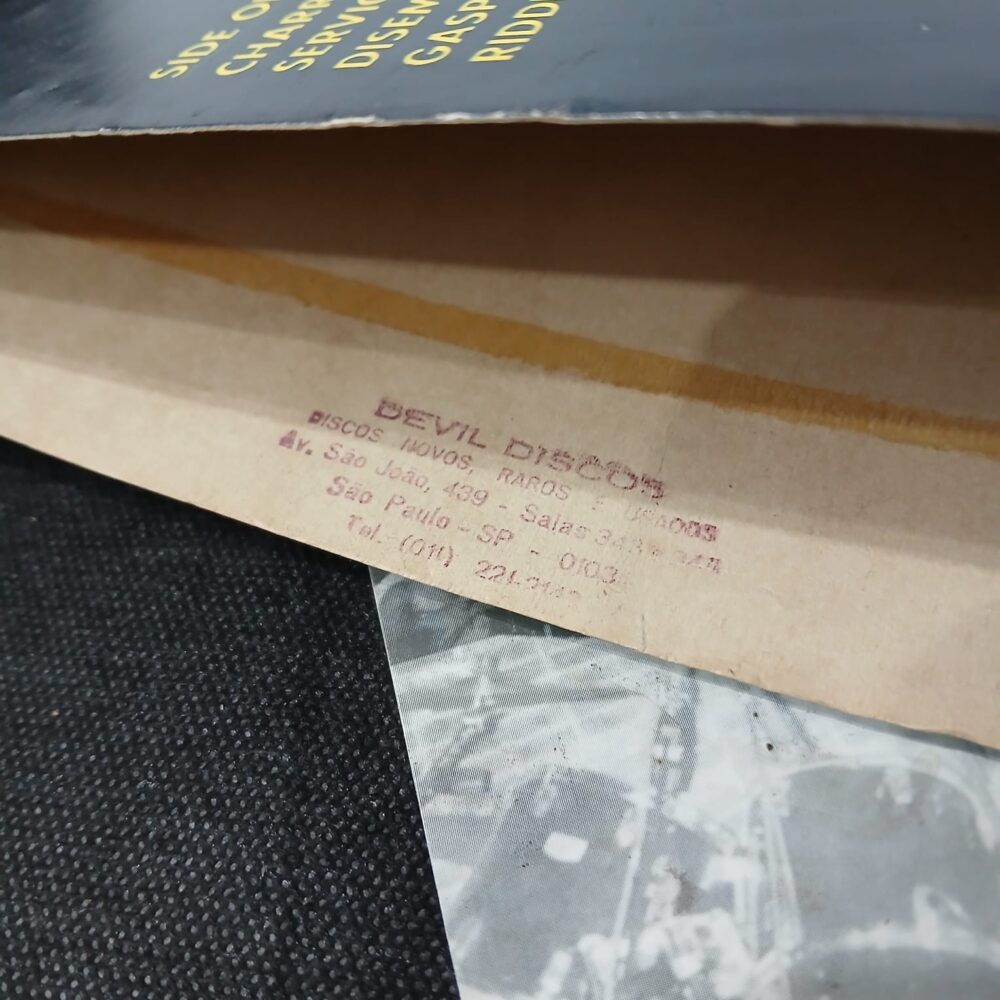 SIDE
CHARR
SERVIC
DISEM
GASP
RIDD
DEVIL DISCOS
DISCOS NOVOS, RAROS E USADOS
Av. São João, 439 - Salas
São Paulo - SP - 0103
Tel. (011)